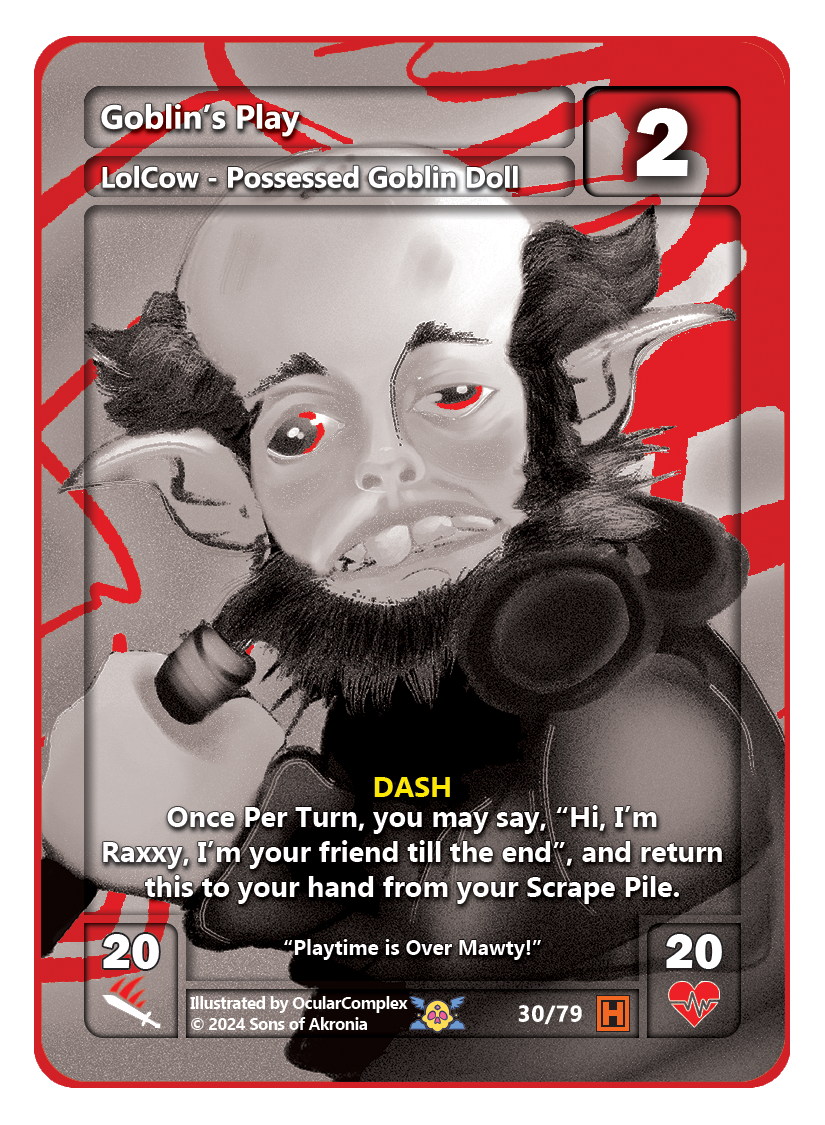 Goblin’s Play
2
LolCow - Possessed Goblin Doll
DASH
Once Per Turn, you may say, “Hi, I’m
Raxxy, I’m your friend till the end”, and return
this to your hand from your Scrape Pile.
20
“Playtime is Over Mawty!”
20
Illustrated by OcularComplex
© 2024 Sons of Akronia
30/79
H